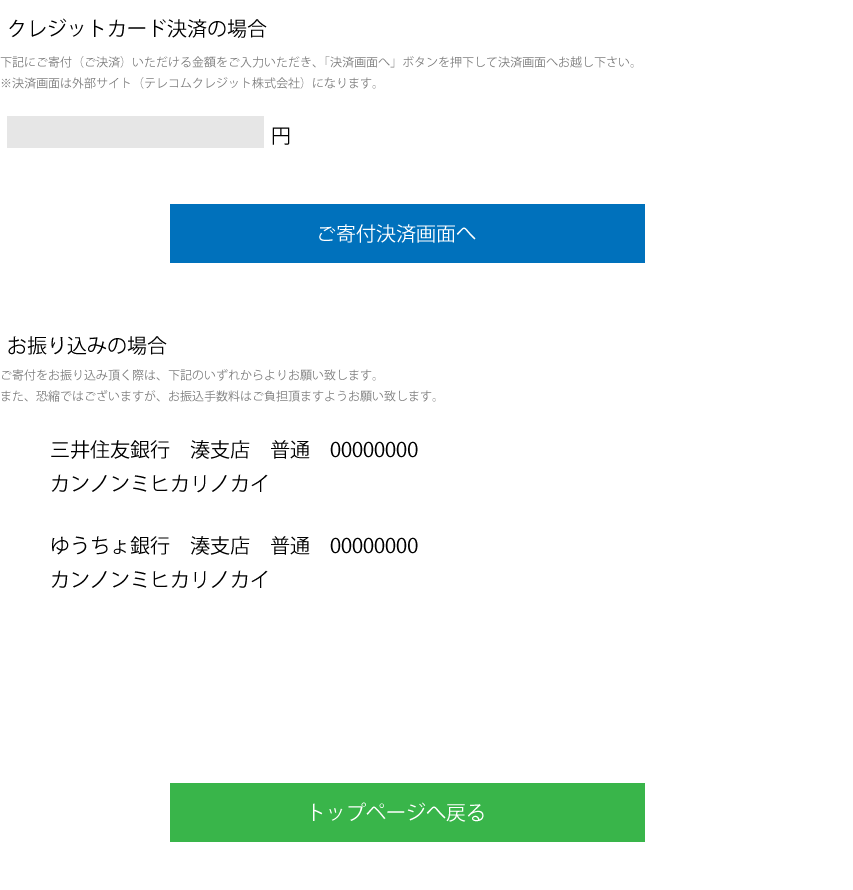 クレジットカード決済の場合
下記にご寄付（ご決済）いただける金額をご入力いただき、「決済画面へ」ボタンを押下して決済画面へお越し下さい。
※決済画面は外部サイト（テレコムクレジット株式会社）になります。
円
ご寄付決済画面へ
お振り込みの場合
ご寄付をお振り込み頂く際は、下記のいずれからよりお願い致します。
また、恐縮ではございますが、お振込手数料はご負担頂ますようお願い致します。
三井住友銀行　湊支店　普通　00000000
カンノンミヒカリノカイ
ゆうちょ銀行　湊支店　普通　00000000
カンノンミヒカリノカイ
トップページへ戻る